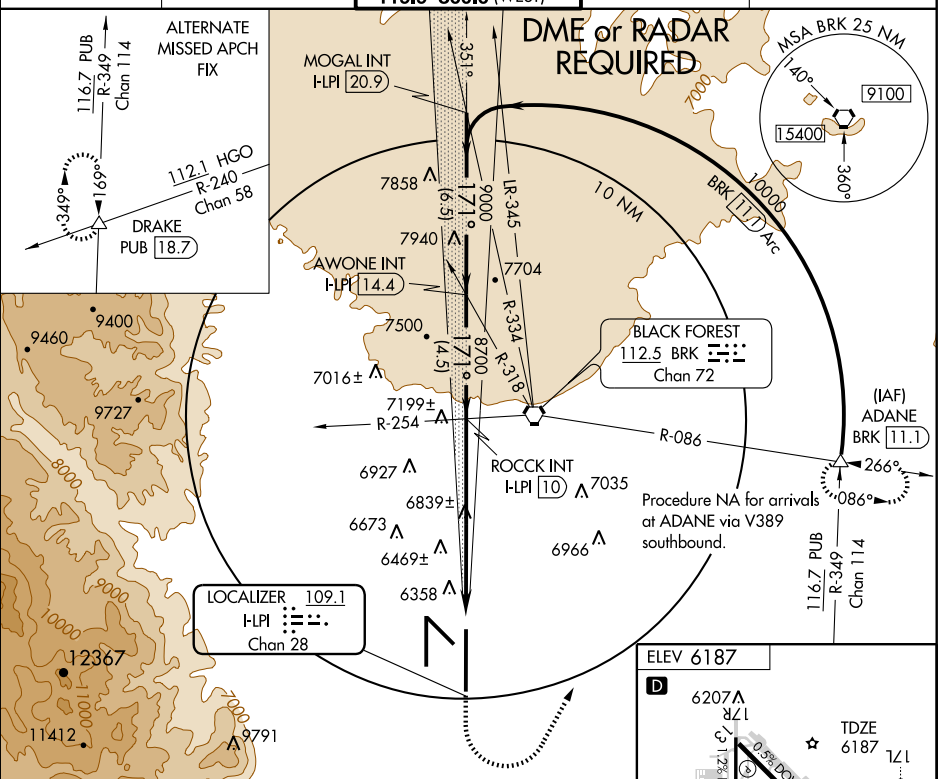 ALTERNATE
MISSED APCH
FIX
116.7 PUB
R-349
Chan 114
349°
169°
112.1 HGO
R-240
Chan 58
DRAKE
PUB 18.7
DME or RADAR
REQUIRED
MOGAL INT
I-LPI 20.9
351°
7000
MSA BRK 25 NM
140°
9100
15400
360°
7858
(6.5)
171°
9000
LR-345
10 NM
BRK 11.1 Arc
10000
7940
AWONE INT
I-LPI 14.4
7704
R-334
7500
(4.5)
171°
8700
R-318
BLACK FOREST
112.5 BRK
Chan 72
9400
9460
9727
7016±
7199±
R-254
R-086
(IAF)
ADANE
BRK 11.1
266°
086°
ROCCK INT
I-LPI 10
6927
7035
6839±
6673
6469±
6966
6358
Procedure NA for arrivals
at ADANE via V389
southbound.
116.7 PUB
R-349
Chan 114
8000
9000
10000
11000
7000
12367
11412
9791
LOCALIZER 109.1
I-LPI
Chan 28
ELEV 6187
D
6207
17R
1.2%
0.5%
P
TDZE
6187
17L